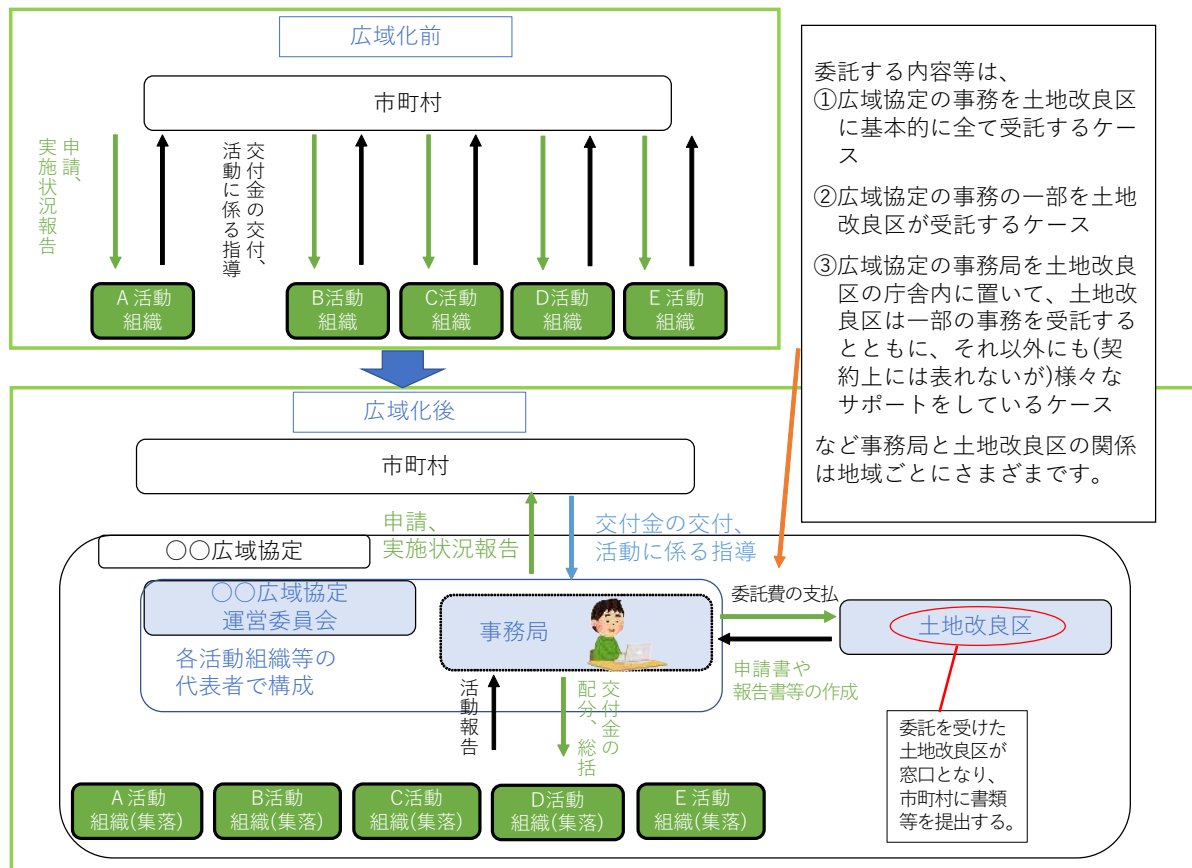 広域化前
市町村
申請、
実施状況報告
交付金の交付、
活動に係る指導
A 活動
組織
B活動
組織
C活動
組織
D活動
組織
E 活動
組織
委託する内容等は、
①広域協定の事務を土地改良区
に基本的に全て受託するケー
ス
②広域協定の事務の一部を土地
改良区が受託するケース
③広域協定の事務局を土地改良
区の庁舎内に置いて、土地改
良区は一部の事務を受託する
とともに、それ以外にも(契
約上には表れないが)様々な
サポートをしているケース
など事務局と土地改良区の関係
は地域ごとにさまざまです。
広域化後
市町村
申請、
実施状況報告
交付金の交付、
活動に係る指導
〇〇広域協定
〇〇広域協定
運営委員会
各活動組織等の
代表者で構成
事務局
委託費の支払
土地改良区
申請書や
報告書等の作成
活動報告
交付金の
配分、総括
委託を受けた
土地改良区が
窓口となり、
市町村に書類
等を提出する。
A 活動
組織(集落)
B活動
組織(集落)
C活動
組織(集落)
D活動
組織(集落)
E 活動
組織(集落)